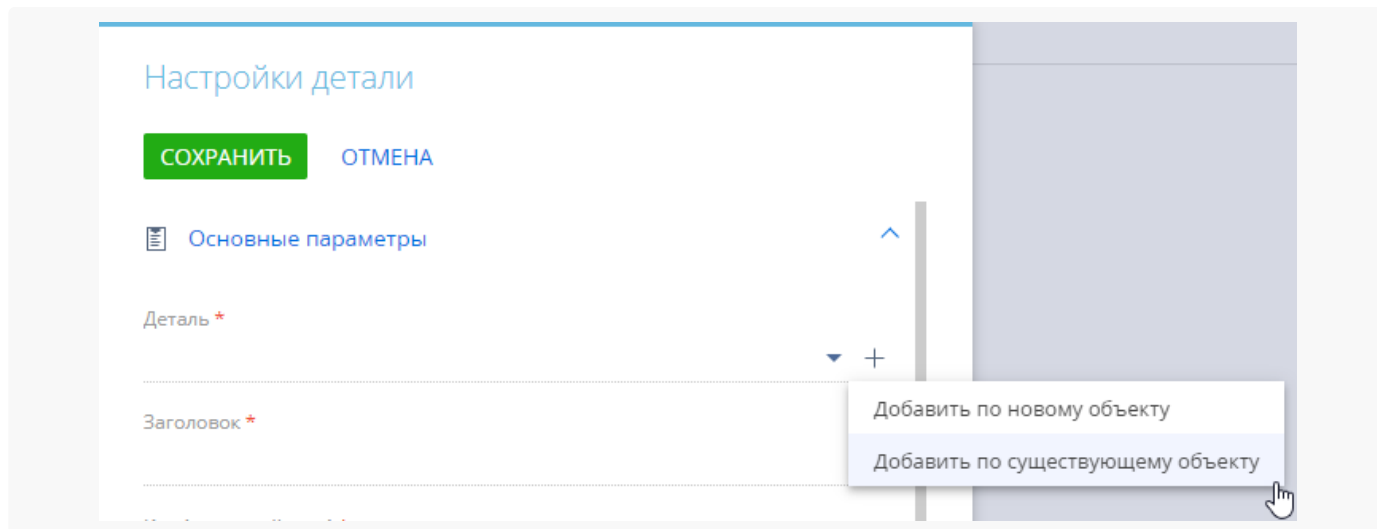 Настройки детали
СОХРАНИТЬ ОТМЕНА
Основные параметры
Деталь *
Добавить по новому объекту
Заголовок *
Добавить по существующему объекту